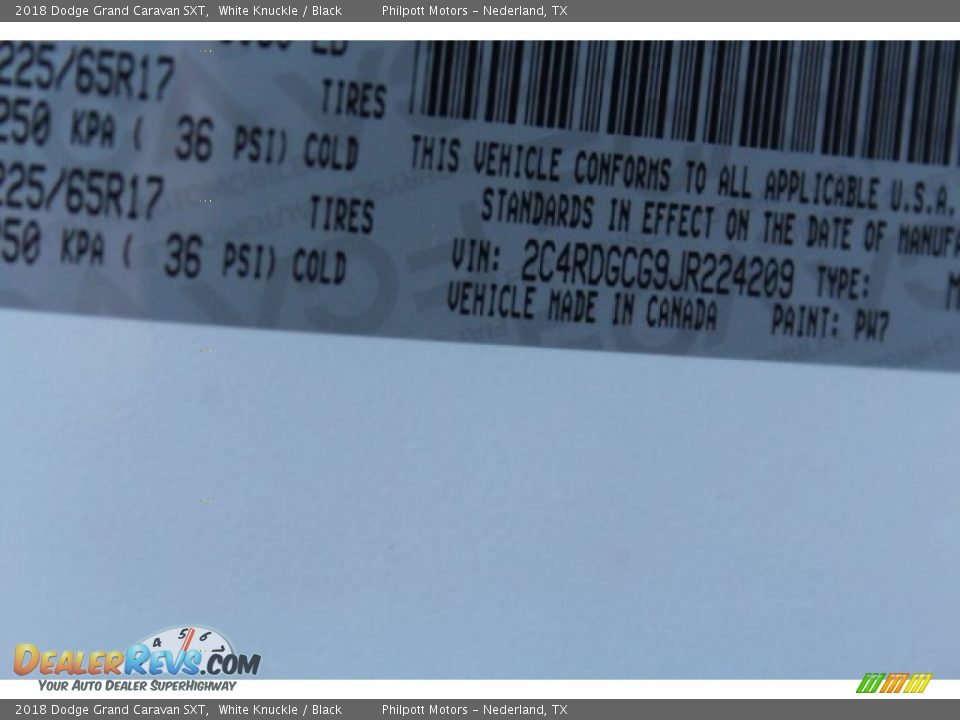 2018 Dodge Grand Caravan SXT, White Knuckle / Black Philpott Motors - Nederland, TX
225/65R17 TIRES
250 KPA ( 36 PSI) COLD
225/65R17 TIRES
250 KPA ( 36 PSI) COLD
THIS VEHICLE CONFORMS TO ALL APPLICABLE U.S.A.
STANDARDS IN EFFECT ON THE DATE OF MANUFA
VIN: 2C4RDGCG9JR224209 TYPE: M
VEHICLE MADE IN CANADA PAINT: PW7
4 5 6
DEALERREVS.COM
YOUR AUTO DEALER SUPERHIGHWAY
2018 Dodge Grand Caravan SXT, White Knuckle / Black Philpott Motors - Nederland, TX